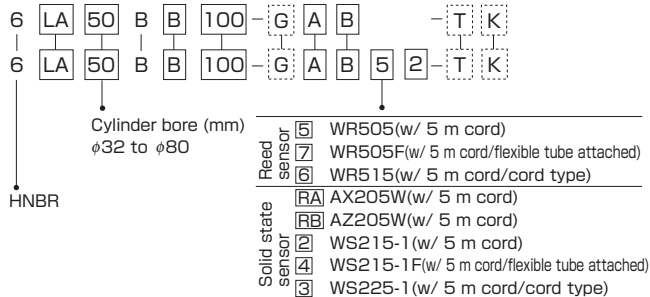 6 LA 50 B B 100-G A B -T K
6 LA 50 B B 100-G A B 5 2-T K
Cylinder bore (mm)
φ32 to φ80
HNBR
Reed sensor
5 WR505(w/ 5 m cord)
7 WR505F(w/ 5 m cord/flexible tube attached)
6 WR515(w/ 5 m cord/cord type)
Solid state sensor
RA AX205W(w/ 5 m cord)
RB AZ205W(w/ 5 m cord)
2 WS215-1(w/ 5 m cord)
4 WS215-1F(w/ 5 m cord/flexible tube attached)
3 WS225-1(w/ 5 m cord/cord type)